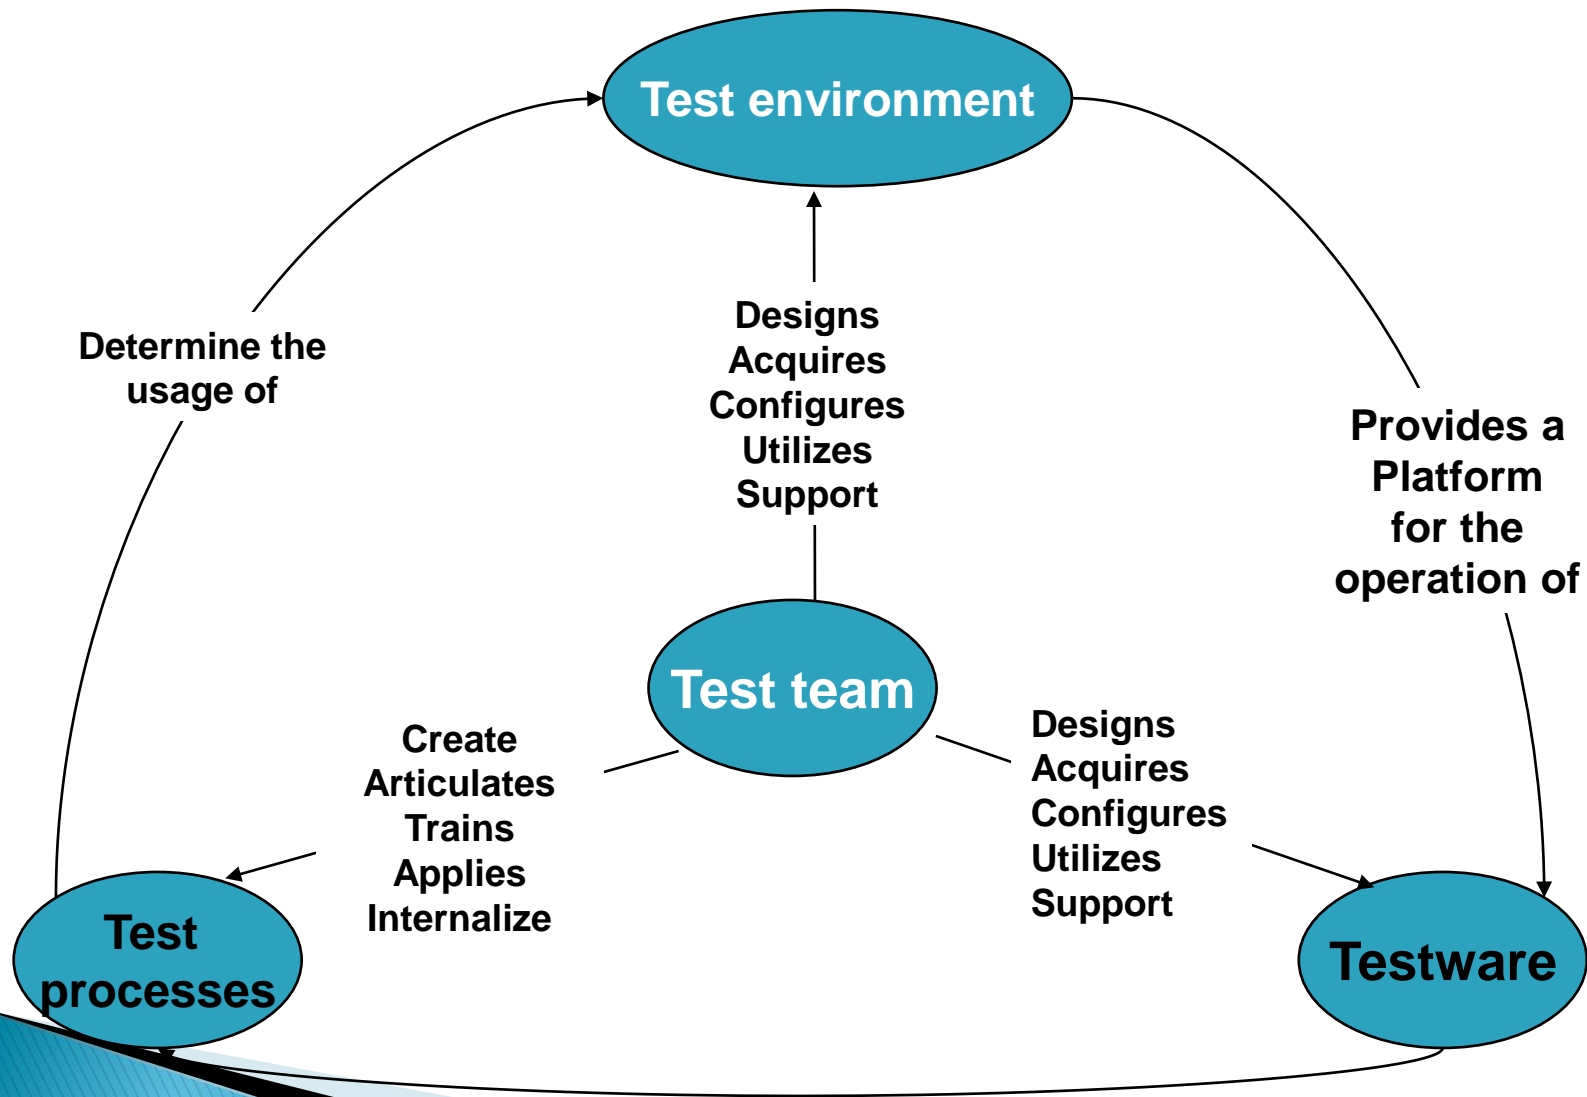 Test environment
Determine the
usage of
Designs
Acquires
Configures
Utilizes
Support
Provides a
Platform
for the
operation of
Test team
Create
Articulates
Trains
Applies
Internalize
Designs
Acquires
Configures
Utilizes
Support
Test
processes
Testware